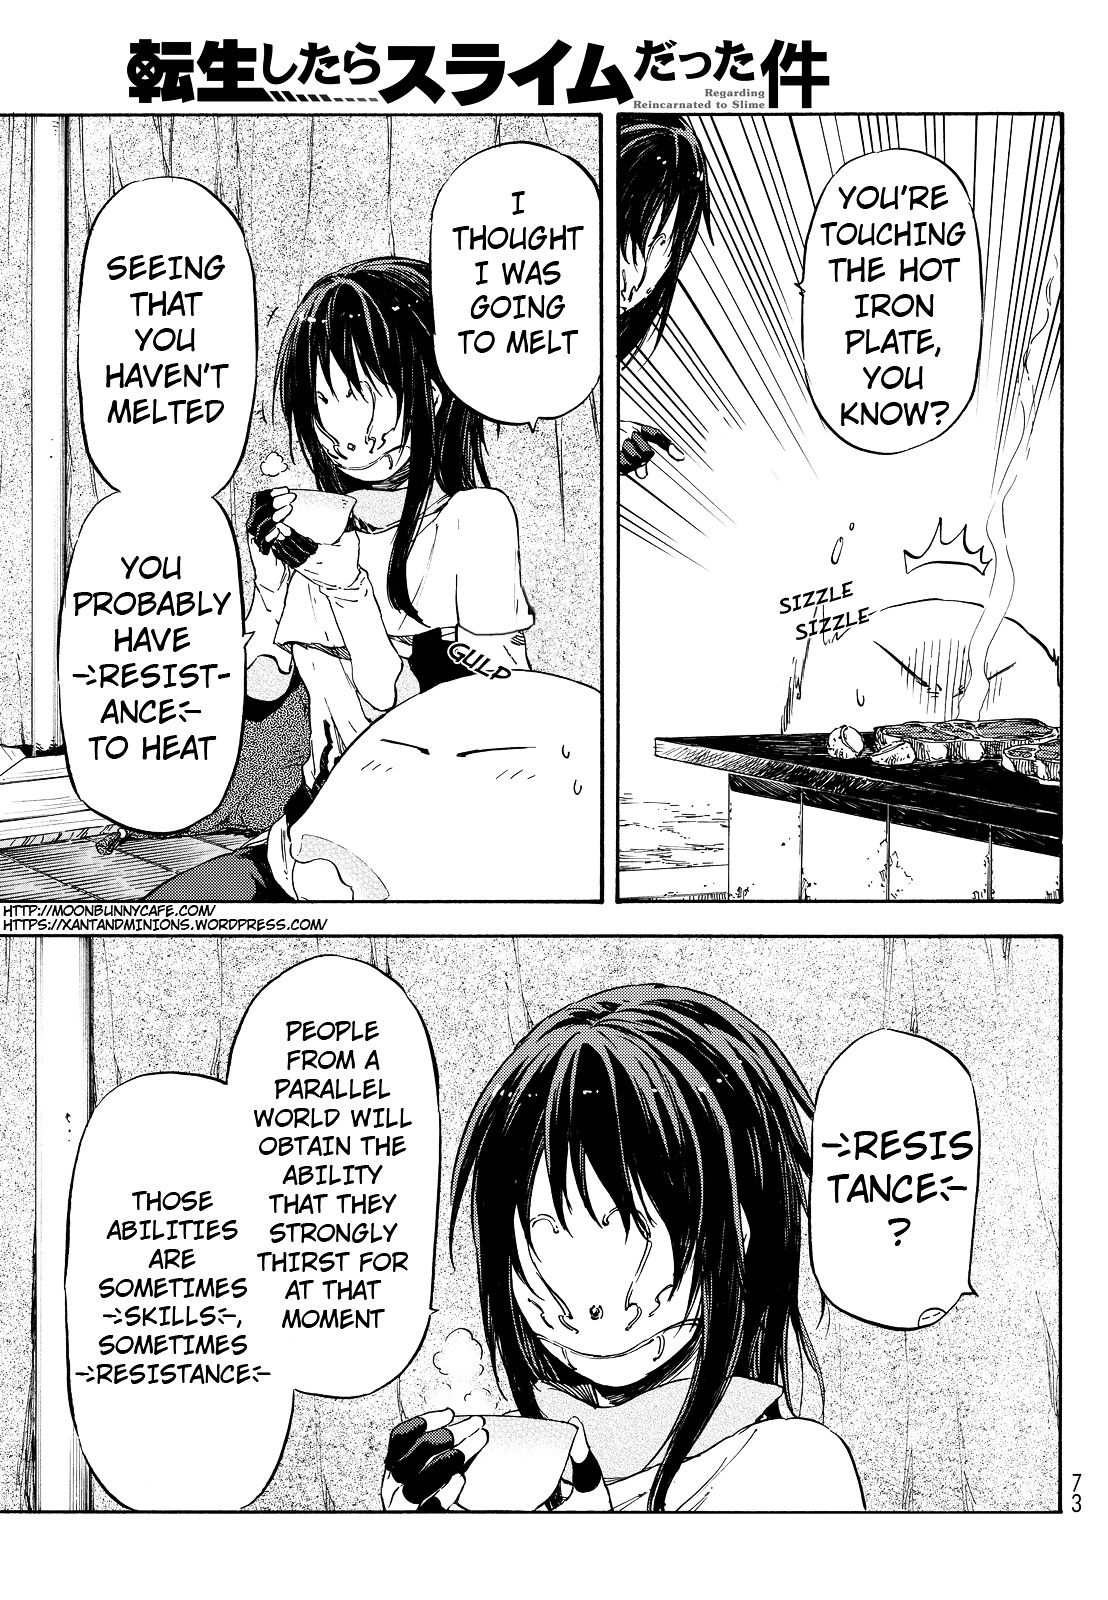 転生したらスライムだった件
Regarding
Reincarnated to Slime
YOU'RE
TOUCHING
THE HOT
IRON
PLATE,
YOU
KNOW?
SIZZLE
SIZZLE
I
THOUGHT
I WAS
GOING
TO MELT
SEEING
THAT
YOU
HAVEN'T
MELTED
YOU
PROBABLY
HAVE
RESIST-
ANCE
TO HEAT
GULP
HTTP://MOONBUNNYCAFE.COM/
HTTPS://XANTANDMINIONS.WORDPRESS.COM/
RESIS
TANCE
?
PEOPLE
FROM A
PARALLEL
WORLD WILL
OBTAIN THE
ABILITY
THAT THEY
STRONGLY
THIRST FOR
AT THAT
MOMENT
THOSE
ABILITIES
ARE
SOMETIMES
SKILLS,
SOMETIMES
RESISTANCE
73